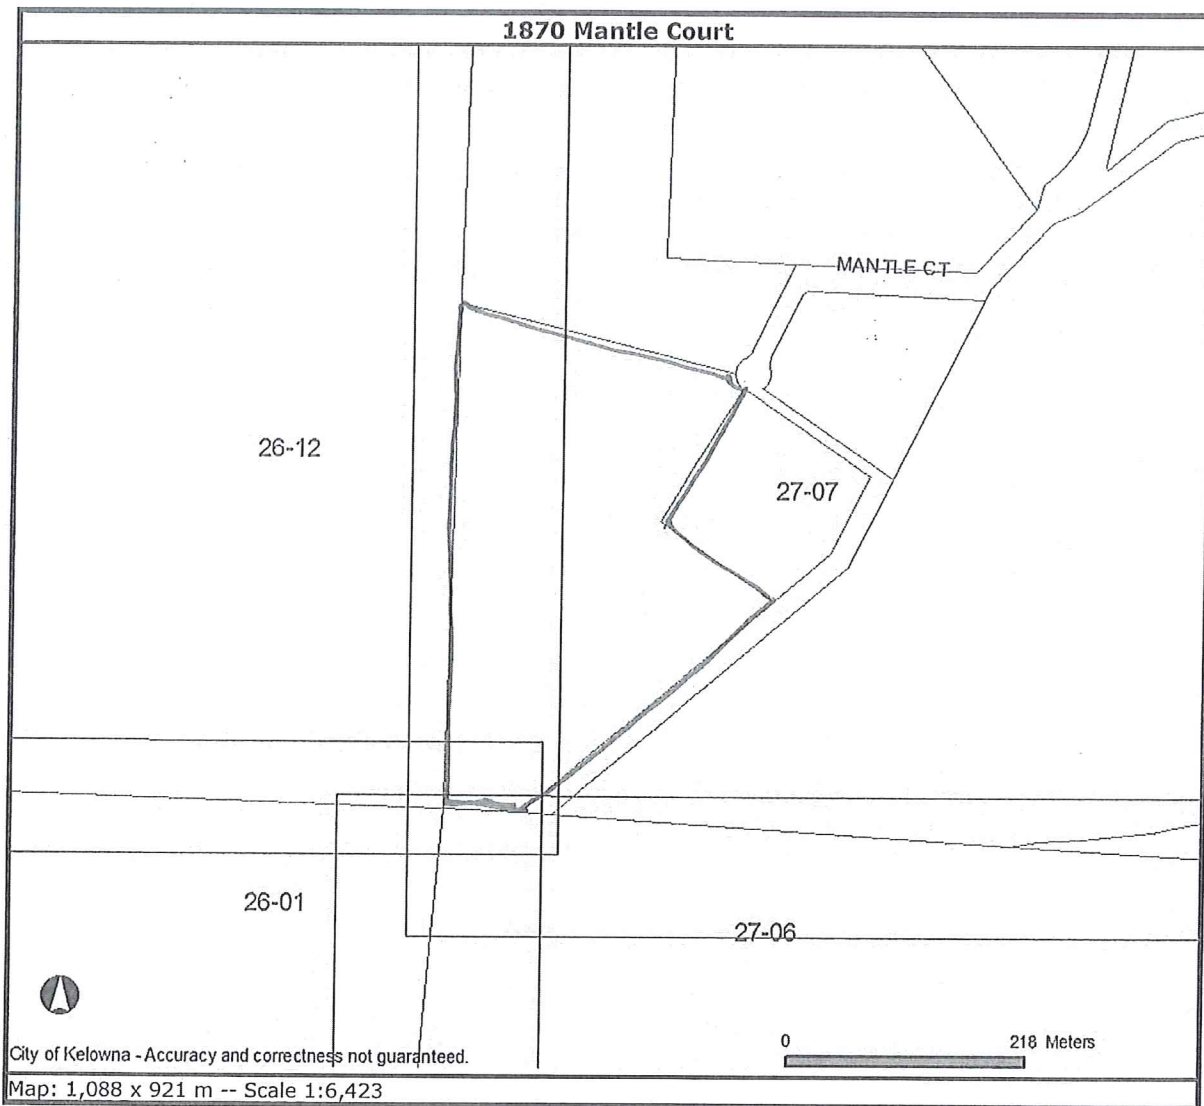 1870 Mantle Court
MANTLE CT
26-12
27-07
26-01
27-06
0 218 Meters
City of Kelowna - Accuracy and correctness not guaranteed.
Map: 1,088 x 921 m -- Scale 1:6,423